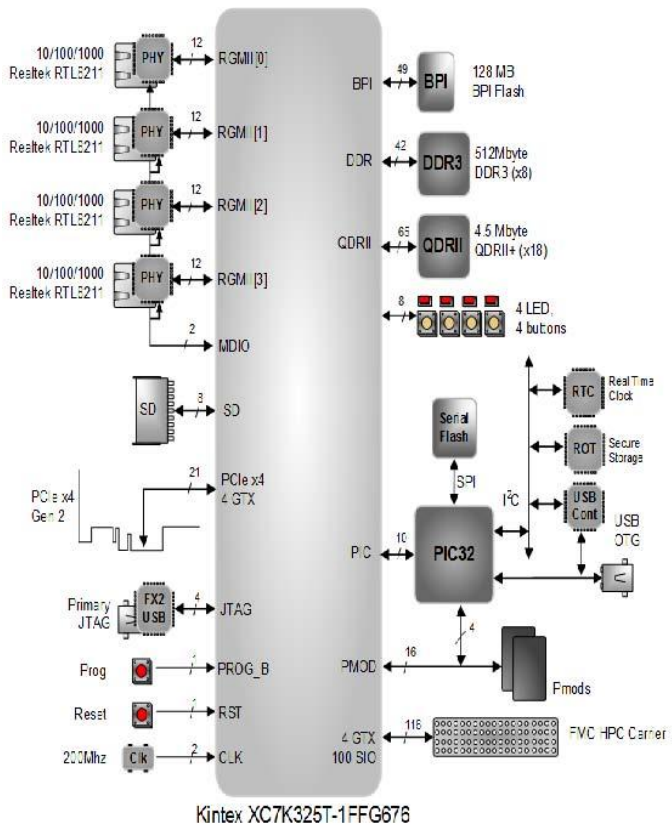 10/100/1000
Realtek RTL8211
PHY
12
RGMII[0]
10/100/1000
Realtek RTL8211
PHY
12
RGMII[1]
10/100/1000
Realtek RTL8211
PHY
12
RGMII[2]
10/100/1000
Realtek RTL8211
PHY
12
RGMII[3]
2
MDIO
SD
8
SD
PCIe x4
Gen 2
21
PCIe x4
4 GTX
Primary
JTAG
FX2
USB
4
JTAG
Prog
PROG_B
Reset
RST
200Mhz
Clk
2
CLK
BPI
49
BPI
128 MB
BPI Flash
DDR
42
DDR3
512Mbyte
DDR3 (x8)
QDRII
65
QDRII
4.5 Mbyte
QDRII+ (x18)
8
4 LED,
4 buttons
Serial
Flash
SPI
I²C
RTC
Real Time
Clock
ROT
Secure
Storage
USB
Cont
USB
OTG
PIC
10
PIC32
4
PMOD
16
Pmods
4 GTX
100 SIO
116
FMC HPC Carrier
Kintex XC7K325T-1FFG676